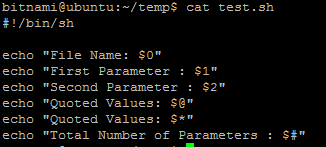 bitnami@ubuntu:~/temp$ cat test.sh
#!/bin/sh
echo "File Name: $0"
echo "First Parameter : $1"
echo "Second Parameter : $2"
echo "Quoted Values: $@"
echo "Quoted Values: $*"
echo "Total Number of Parameters : $#"